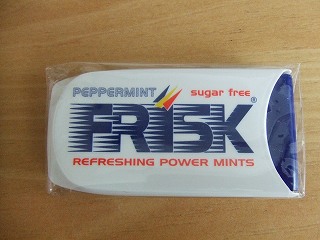 PEPPERMINT sugar free
FRISK®
REFRESHING POWER MINTS